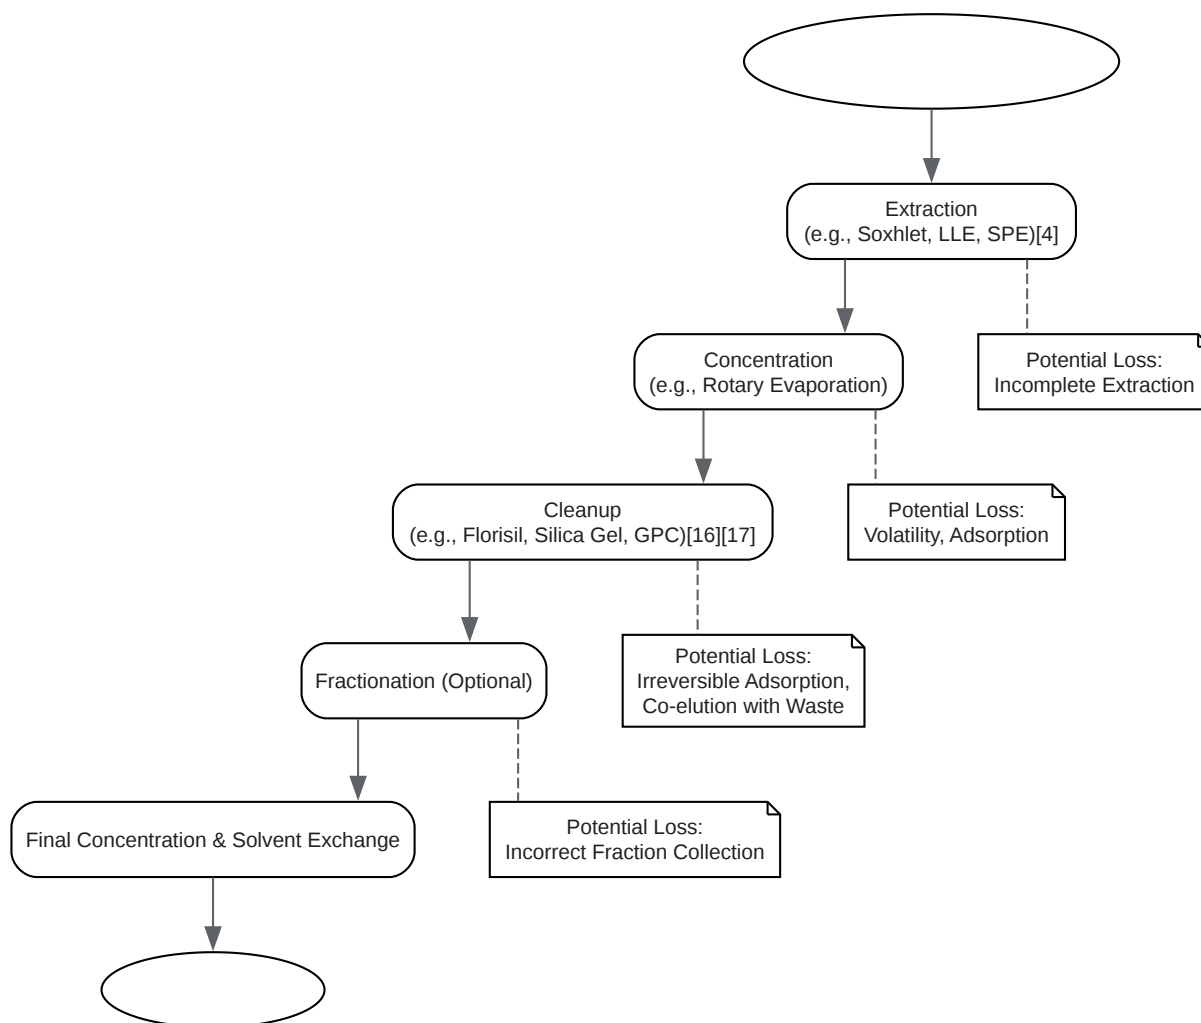 Extraction
(e.g., Soxhlet, LLE, SPE)[4]
Concentration
(e.g., Rotary Evaporation)
Potential Loss:
Incomplete Extraction
Cleanup
(e.g., Florisil, Silica Gel, GPC)[16][17]
Potential Loss:
Volatility, Adsorption
Fractionation (Optional)
Potential Loss:
Irreversible Adsorption,
Co-elution with Waste
Final Concentration & Solvent Exchange
Potential Loss:
Incorrect Fraction Collection